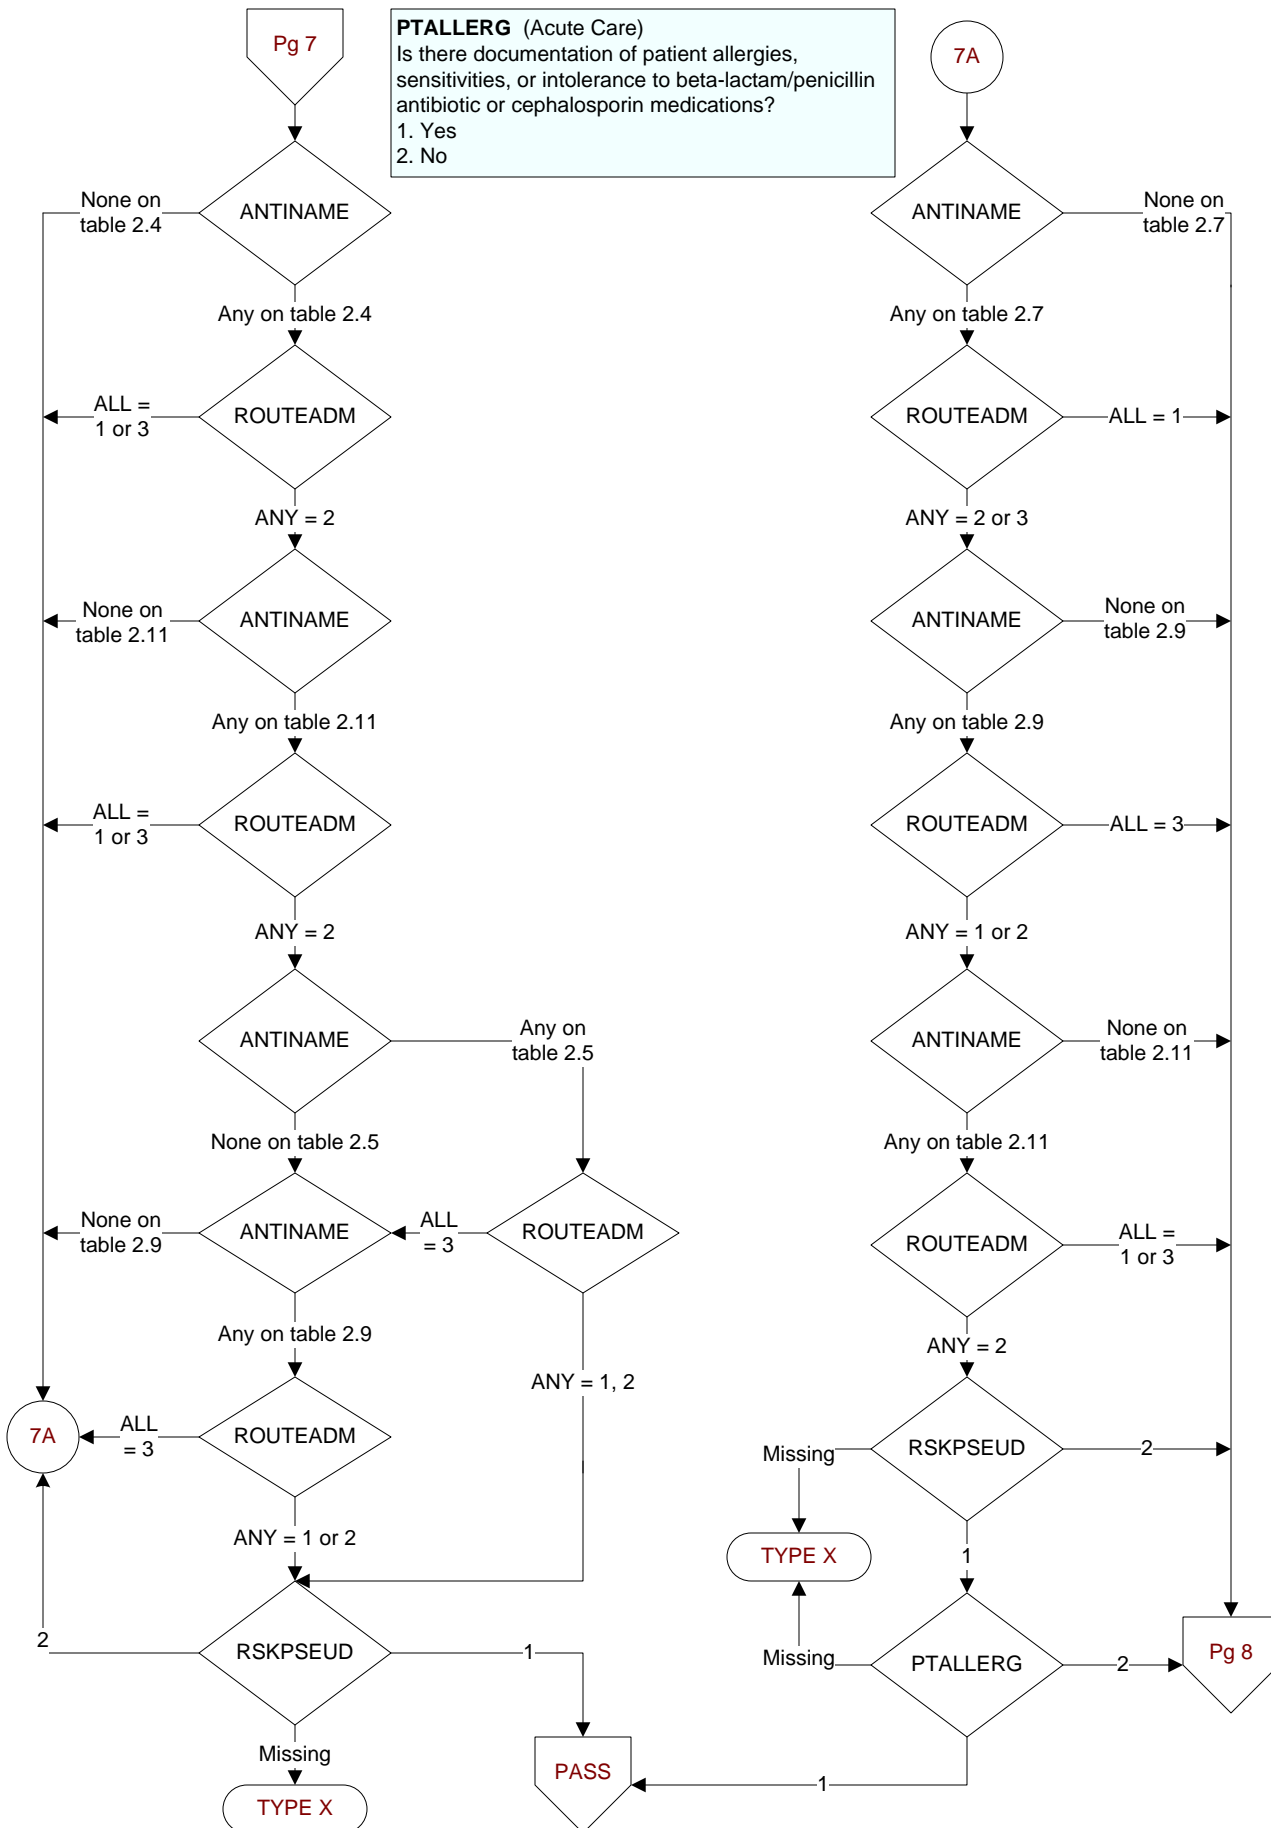 Pg 7
PTALLERG (Acute Care)
Is there documentation of patient allergies,
sensitivities, or intolerance to beta-lactam/penicillin
antibiotic or cephalosporin medications?
1. Yes
2. No
7A
None on
table 2.4
ANTINAME
Any on table 2.4
ALL =
1 or 3
ROUTEADM
ANY = 2
None on
table 2.11
ANTINAME
Any on table 2.11
ALL =
1 or 3
ROUTEADM
ANY = 2
ANTINAME
Any on
table 2.5
None on table 2.5
None on
table 2.9
ANTINAME
ALL
= 3
ROUTEADM
Any on table 2.9
ANY = 1, 2
7A
ALL
= 3
ROUTEADM
ANY = 1 or 2
2
RSKPSEUD
1
Missing
TYPE X
PASS
ANTINAME
None on
table 2.7
Any on table 2.7
ROUTEADM
ALL = 1
ANY = 2 or 3
ANTINAME
None on
table 2.9
Any on table 2.9
ROUTEADM
ALL = 3
ANY = 1 or 2
ANTINAME
None on
table 2.11
Any on table 2.11
ROUTEADM
ALL =
1 or 3
ANY = 2
Missing
RSKPSEUD
2
TYPE X
1
Missing
PTALLERG
2
Pg 8
1